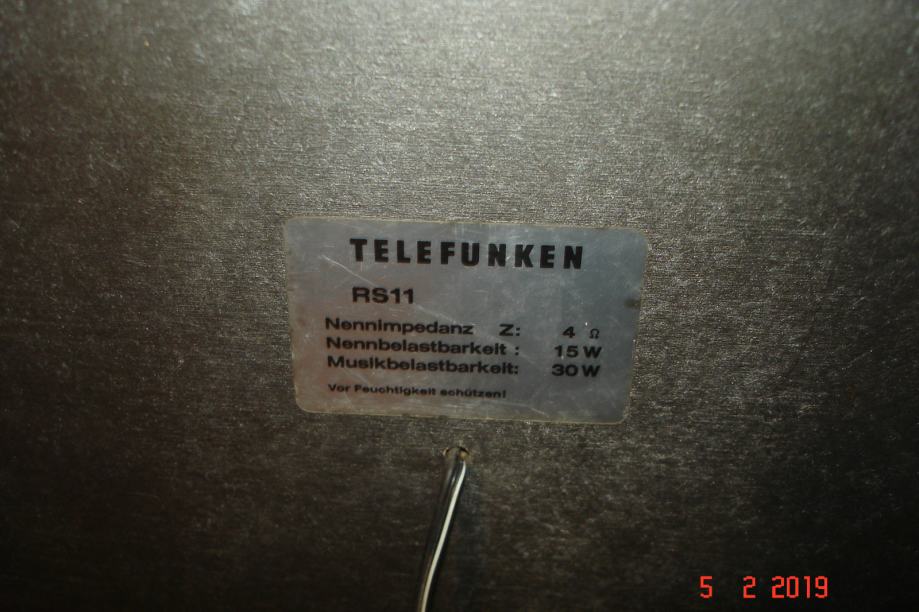 TELEFUNKEN
RS11
Nennimpedanz Z: 4 Ω
Nennbelastbarkeit : 15 W
Musikbelastbarkeit: 30 W
Vor Feuchtigkeit schützen!
5 2 2019